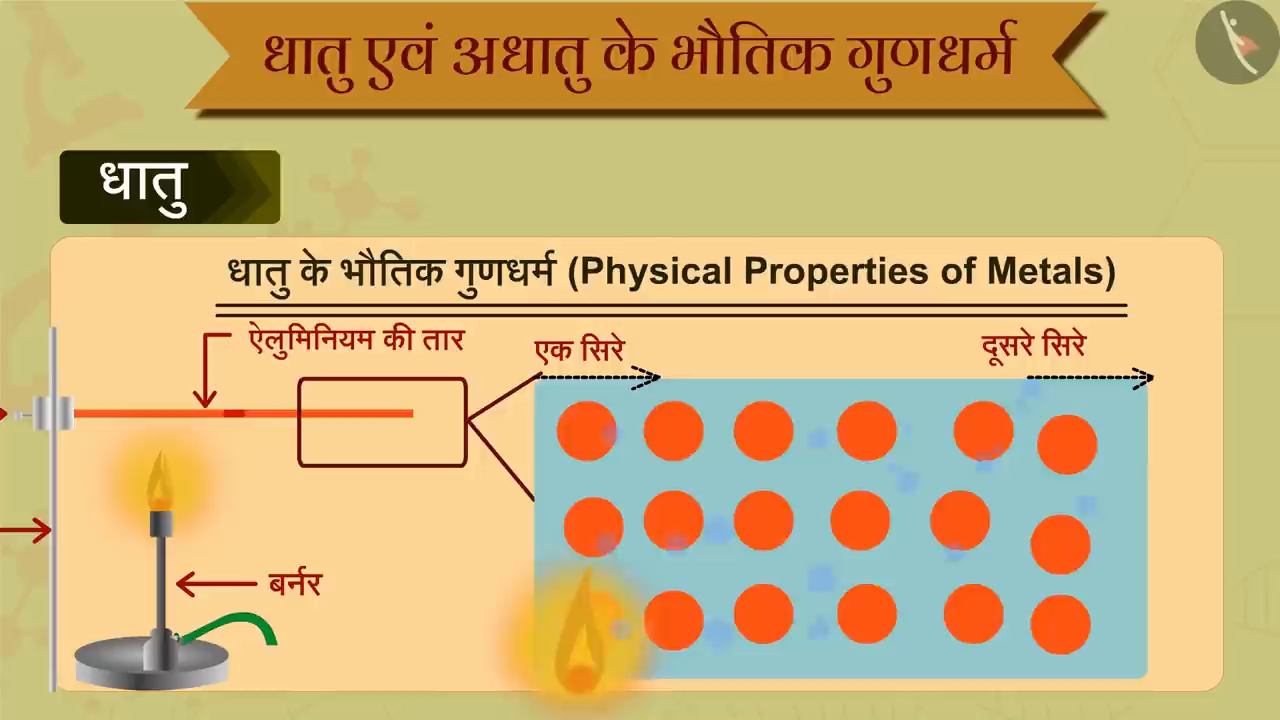 धातु एवं अधातु के भौतिक गुणधर्म
धातु
धातु के भौतिक गुणधर्म (Physical Properties of Metals)
ऐलुमिनियम की तार
एक सिरे
दूसरे सिरे
बर्नर